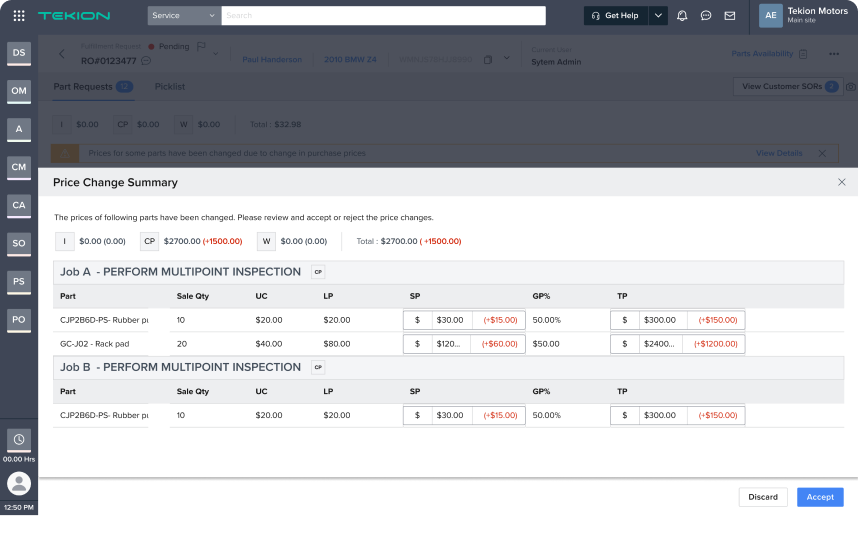 TEKION
Service
Search
Get Help
AE
Tekion Motors
Main site
DS
OM
A
CM
CA
SO
PS
PO
00.00 Hrs
12:50 PM
Fulfillment Request
Pending
RO#0123477
Paul Handerson
2010 BMW Z4
Current User
Sytem Admin
Parts Availability
Part Requests 12
Picklist
View Customer SORs 2
I $0.00 CP $0.00 W $0.00 Total : $32.98
Prices for some parts have been changed due to change in purchase prices
View Details
Price Change Summary
The prices of following parts have been changed. Please review and accept or reject the price changes.
I $0.00 (0.00) CP $2700.00 (+1500.00) W $0.00 (0.00) Total : $2700.00 ( +1500.00)
Job A - PERFORM MULTIPOINT INSPECTION CP
Part Sale Qty UC LP SP GP% TP
CJP2B6D-PS- Rubber pu 10 $20.00 $20.00 $ $30.00 (+$15.00) 50.00% $ $300.00 (+$150.00)
GC-J02 - Rack pad 20 $40.00 $80.00 $ $120... (+$60.00) $50.00 $ $2400... (+$1200.00)
Job B - PERFORM MULTIPOINT INSPECTION CP
Part Sale Qty UC LP SP GP% TP
CJP2B6D-PS- Rubber pu 10 $20.00 $20.00 $ $30.00 (+$15.00) 50.00% $ $300.00 (+$150.00)
Discard
Accept